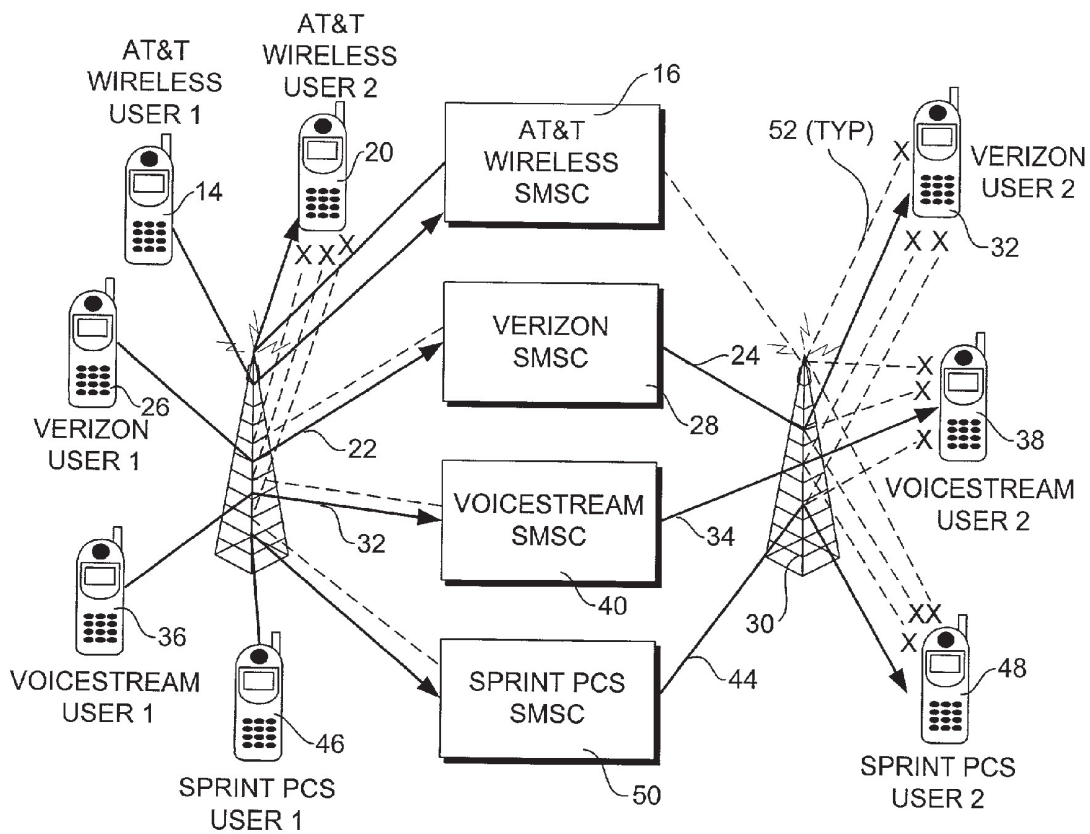 AT&T
WIRELESS
USER 1
AT&T
WIRELESS
USER 2
14
20
16
AT&T
WIRELESS
SMSC
52 (TYP)
X
VERIZON
USER 2
32
X X X
X X
26
VERIZON
USER 1
22
VERIZON
SMSC
24
28
X
X
X
38
VOICESTREAM
USER 2
32
VOICESTREAM
SMSC
34
40
30
36
VOICESTREAM
USER 1
46
SPRINT PCS
USER 1
SPRINT PCS
SMSC
44
50
XX
X
48
SPRINT PCS
USER 2